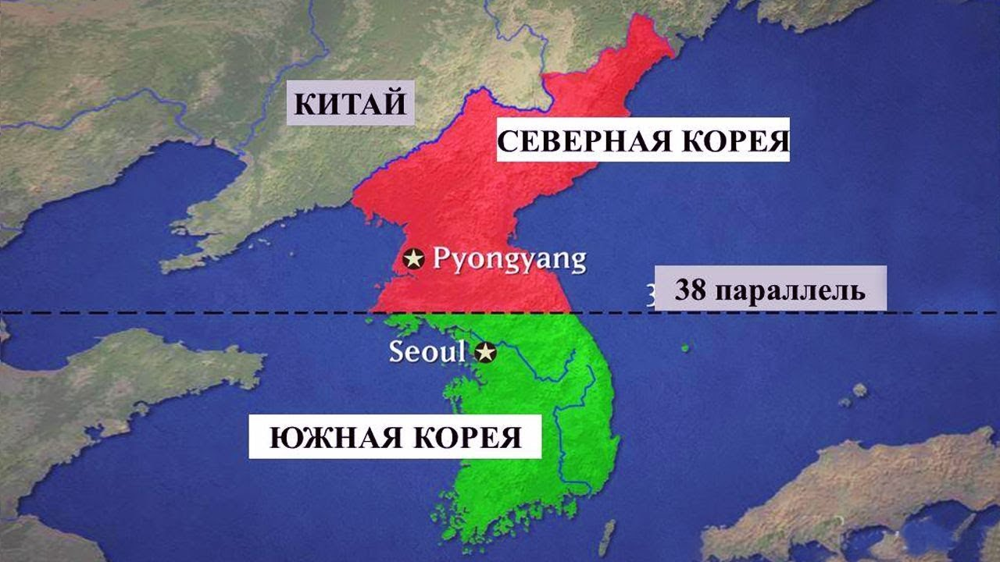 КИТАЙ
СЕВЕРНАЯ КОРЕЯ
Pyongyang
38 параллель
Seoul
ЮЖНАЯ КОРЕЯ